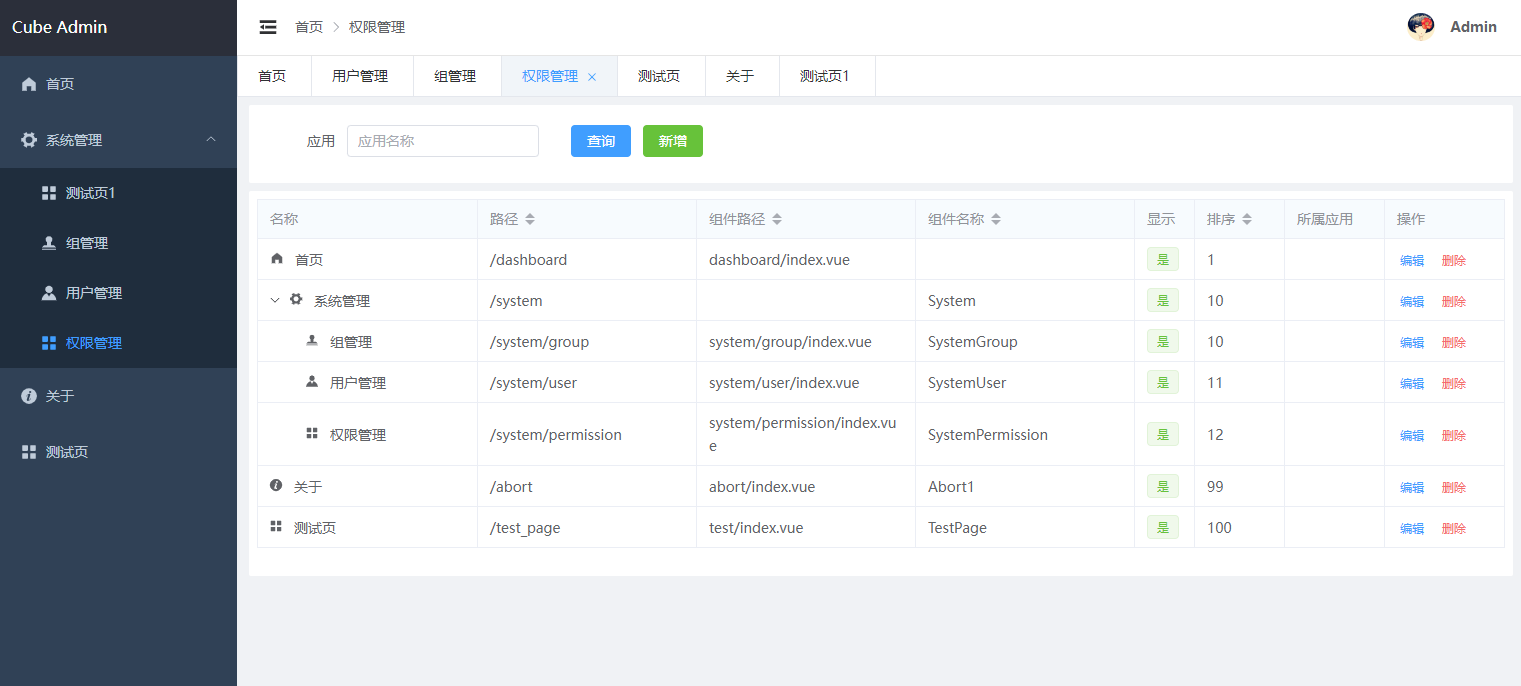 Cube Admin
首页
系统管理
测试页1
组管理
用户管理
权限管理
关于
测试页
首页 > 权限管理
Admin
首页 用户管理 组管理 权限管理 × 测试页 关于 测试页1
应用 应用名称 查询 新增
名称 路径 组件路径 组件名称 显示 排序 所属应用 操作
首页 /dashboard dashboard/index.vue 是 1 编辑 删除
系统管理 /system System 是 10 编辑 删除
组管理 /system/group system/group/index.vue SystemGroup 是 10 编辑 删除
用户管理 /system/user system/user/index.vue SystemUser 是 11 编辑 删除
权限管理 /system/permission system/permission/index.vu
e SystemPermission 是 12 编辑 删除
关于 /abort abort/index.vue Abort1 是 99 编辑 删除
测试页 /test_page test/index.vue TestPage 是 100 编辑 删除